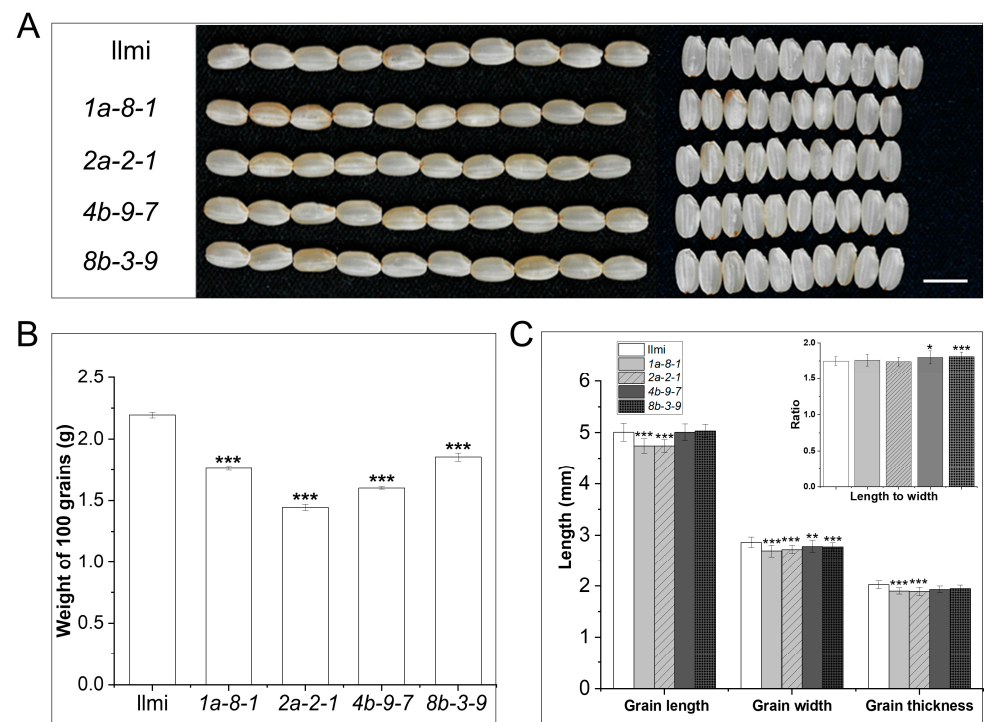 A
Ilmi
1a-8-1
2a-2-1
4b-9-7
8b-3-9
B
Weight of 100 grains (g)
2.5
2.0
1.5
1.0
0.5
0.0
***
***
***
***
Ilmi 1a-8-1 2a-2-1 4b-9-7 8b-3-9
C
Ilmi
1a-8-1
2a-2-1
4b-9-7
8b-3-9
Length (mm)
6
5
4
3
2
1
0
*** ***
*** *** ** ***
*** ***
Grain length Grain width Grain thickness
Ratio
2.0
1.5
1.0
0.5
0.0
* ***
Length to width